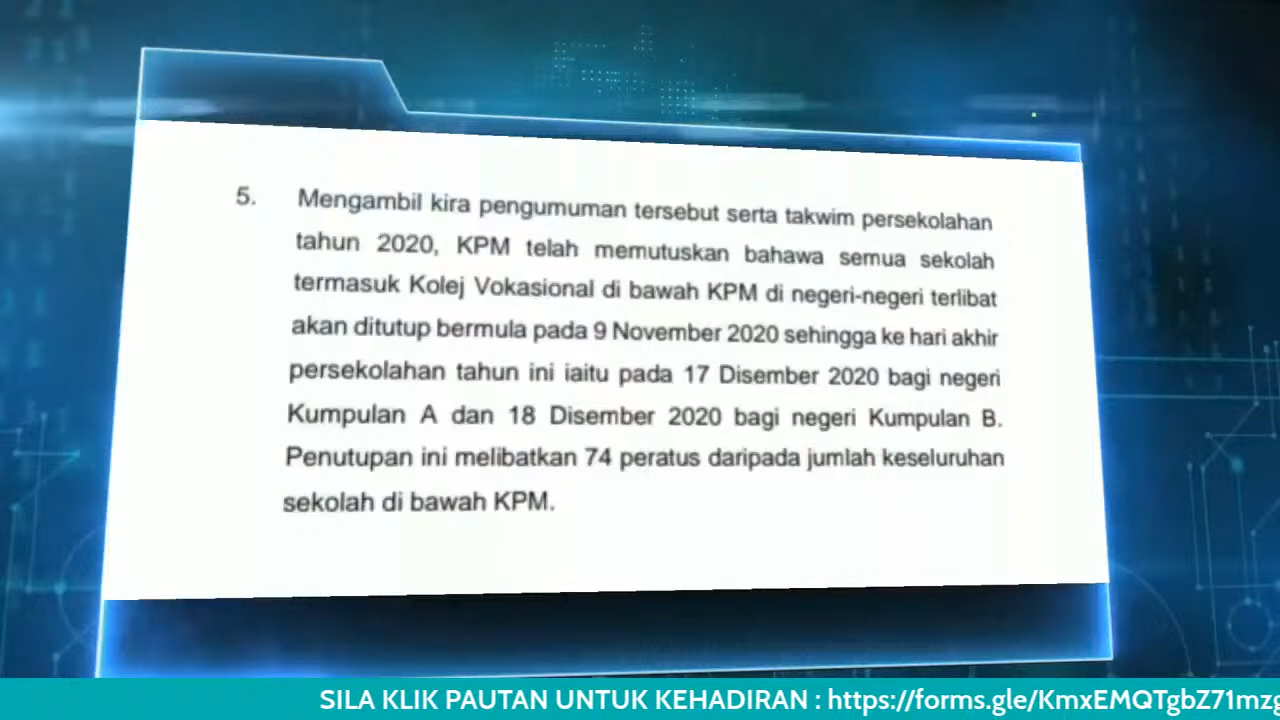 5. Mengambil kira pengumuman tersebut serta takwim persekolahan
tahun 2020, KPM telah memutuskan bahawa semua sekolah
termasuk Kolej Vokasional di bawah KPM di negeri-negeri terlibat
akan ditutup bermula pada 9 November 2020 sehingga ke hari akhir
persekolahan tahun ini iaitu pada 17 Disember 2020 bagi negeri
Kumpulan A dan 18 Disember 2020 bagi negeri Kumpulan B.
Penutupan ini melibatkan 74 peratus daripada jumlah keseluruhan
sekolah di bawah KPM.
SILA KLIK PAUTAN UNTUK KEHADIRAN : https://forms.gle/KmxEMQTgbZ71mzg